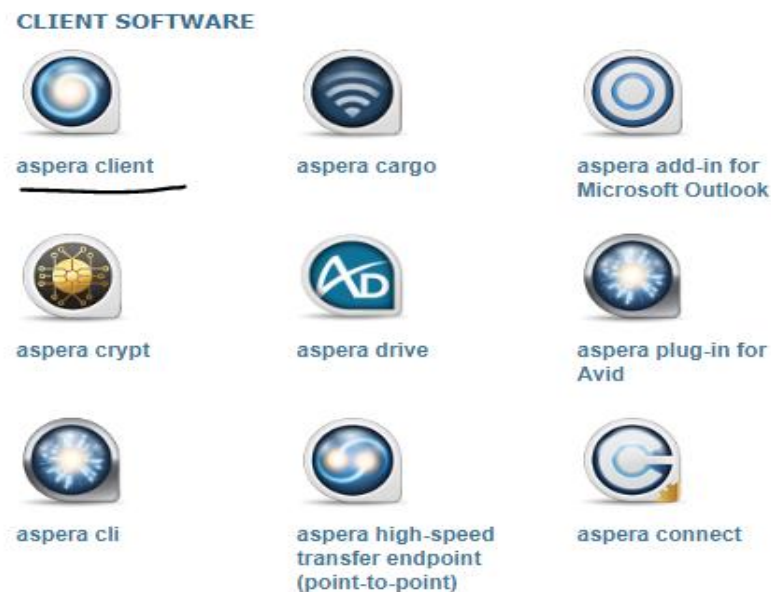 CLIENT SOFTWARE
aspera client
aspera cargo
aspera add-in for
Microsoft Outlook
aspera crypt
AD
aspera drive
aspera plug-in for
Avid
aspera cli
aspera high-speed
transfer endpoint
(point-to-point)
aspera connect